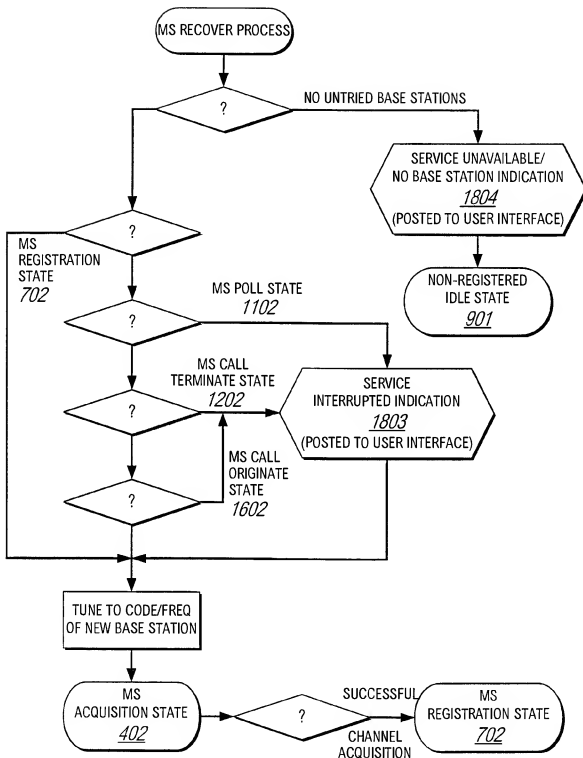 MS RECOVER PROCESS
?
NO UNTRIED BASE STATIONS
SERVICE UNAVAILABLE/
NO BASE STATION INDICATION
1804
(POSTED TO USER INTERFACE)
NON-REGISTERED
IDLE STATE
901
?
MS
REGISTRATION
STATE
702
?
MS POLL STATE
1102
?
MS CALL
TERMINATE STATE
1202
SERVICE
INTERRUPTED INDICATION
1803
(POSTED TO USER INTERFACE)
?
MS CALL
ORIGINATE
STATE
1602
TUNE TO CODE/FREQ
OF NEW BASE STATION
MS
ACQUISITION STATE
402
?
SUCCESSFUL
CHANNEL
ACQUISITION
MS
REGISTRATION STATE
702